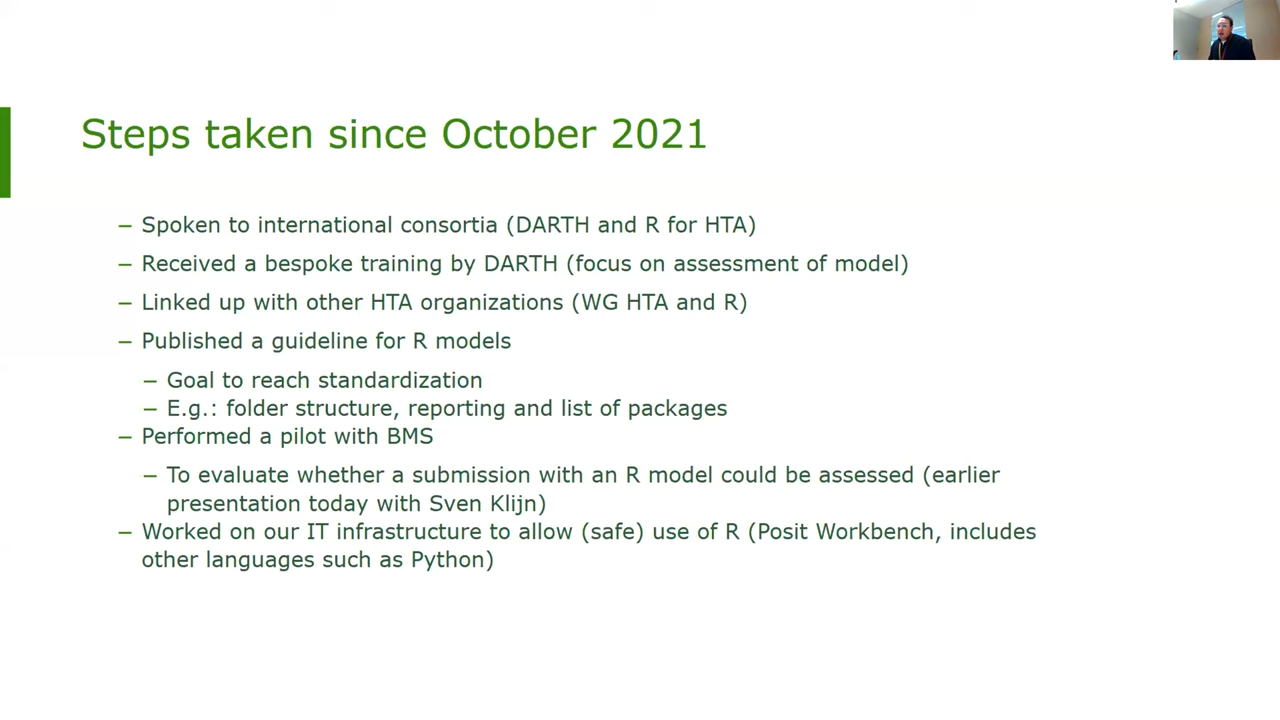 Steps taken since October 2021
– Spoken to international consortia (DARTH and R for HTA)
– Received a bespoke training by DARTH (focus on assessment of model)
– Linked up with other HTA organizations (WG HTA and R)
– Published a guideline for R models
– Goal to reach standardization
– E.g.: folder structure, reporting and list of packages
– Performed a pilot with BMS
– To evaluate whether a submission with an R model could be assessed (earlier
presentation today with Sven Klijn)
– Worked on our IT infrastructure to allow (safe) use of R (Posit Workbench, includes
other languages such as Python)